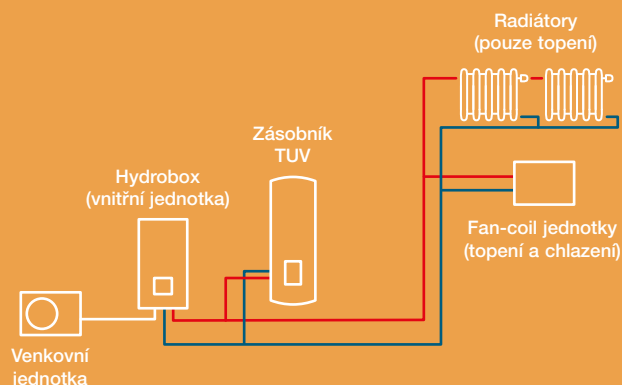 Radiátory
(pouze topení)
Zásobník
TUV
Hydrobox
(vnitřní jednotka)
Fan-coil jednotky
(topení a chlazení)
Venkovní
jednotka